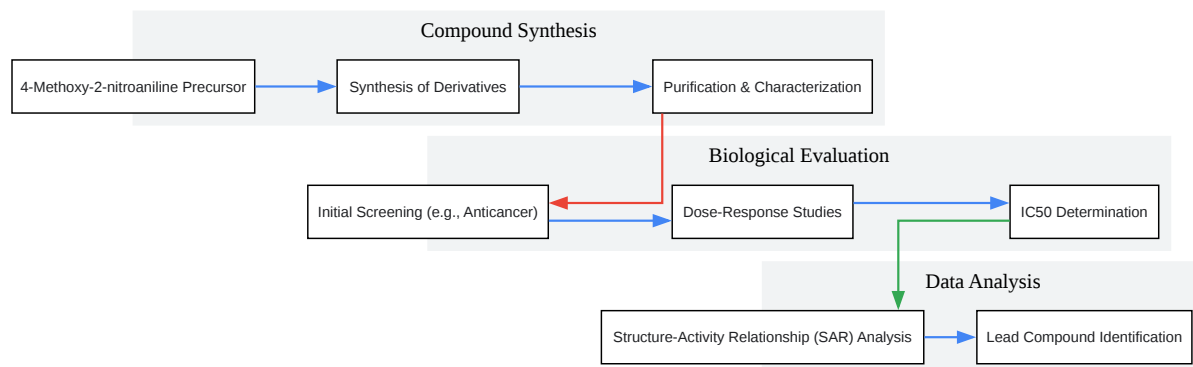 Compound Synthesis
4-Methoxy-2-nitroaniline Precursor
Synthesis of Derivatives
Purification & Characterization
Biological Evaluation
Initial Screening (e.g., Anticancer)
Dose-Response Studies
IC50 Determination
Data Analysis
Structure-Activity Relationship (SAR) Analysis
Lead Compound Identification